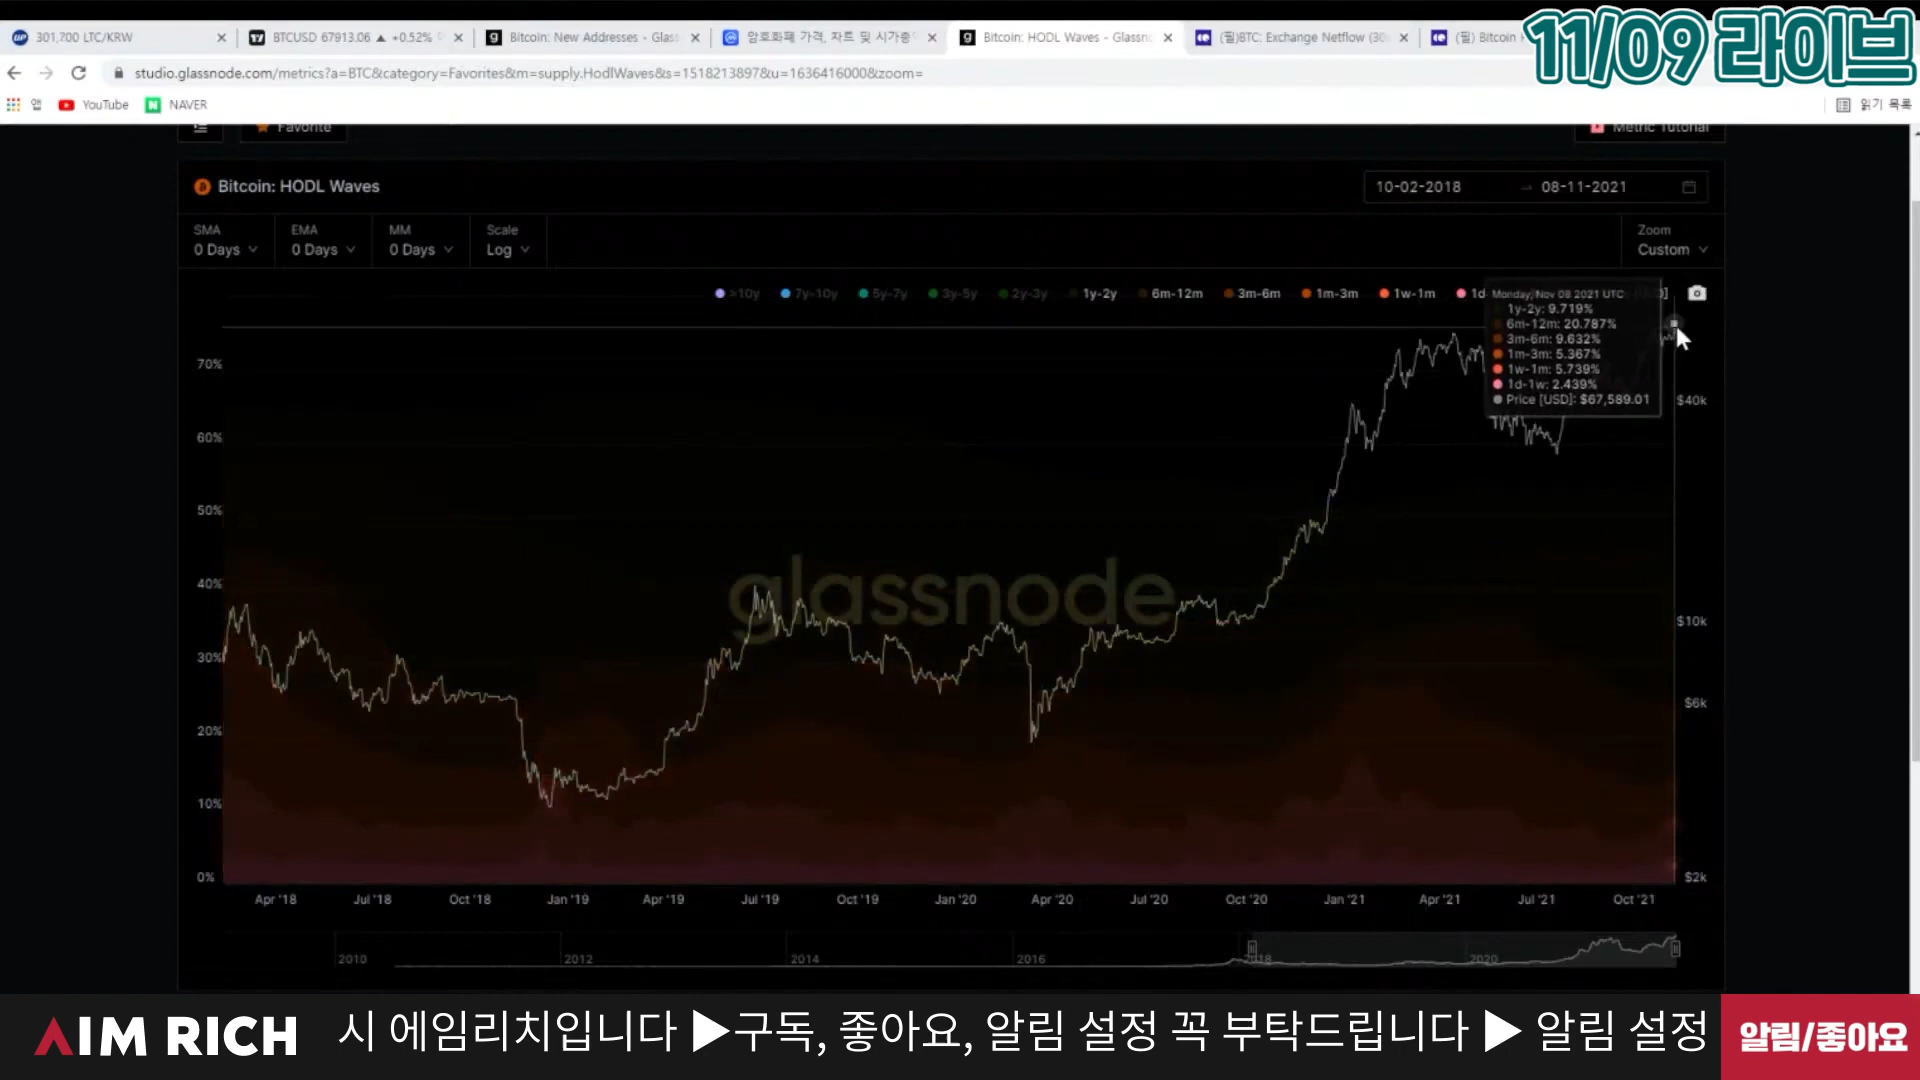 301,700 LTC/KRW
BTCUSD 67913.06 ▲ +0.52%
Bitcoin: New Addresses - Glass
암호화폐 가격, 차트 및 시가총
Bitcoin: HODL Waves - Glassno
(필)BTC: Exchange Netflow (30
(필) Bitcoin
11/09 라이브
studio.glassnode.com/metrics?a=BTC&category=Favorites&m=supply.HodlWaves&s=1518213897&u=1636416000&zoom=
앱
YouTube
NAVER
읽기 목록
Favorite
Metric Tutorial
Bitcoin: HODL Waves
10-02-2018 → 08-11-2021
SMA
0 Days
EMA
0 Days
MM
0 Days
Scale
Log
Zoom
Custom
>10y
7y-10y
5y-7y
3y-5y
2y-3y
1y-2y
6m-12m
3m-6m
1m-3m
1w-1m
1d
Monday, Nov 08 2021 UTC
1y-2y: 9.719%
6m-12m: 20.787%
3m-6m: 9.632%
1m-3m: 5.367%
1w-1m: 5.739%
1d-1w: 2.439%
Price [USD]: $67,589.01
70%
60%
50%
40%
30%
20%
10%
0%
$40k
$10k
$6k
$2k
glassnode
Apr '18
Jul '18
Oct '18
Jan '19
Apr '19
Jul '19
Oct '19
Jan '20
Apr '20
Jul '20
Oct '20
Jan '21
Apr '21
Jul '21
Oct '21
2010
2012
2014
2016
2018
2020
AIM RICH
시 에임리치입니다 ▶구독, 좋아요, 알림 설정 꼭 부탁드립니다 ▶ 알림 설정
알림/좋아요